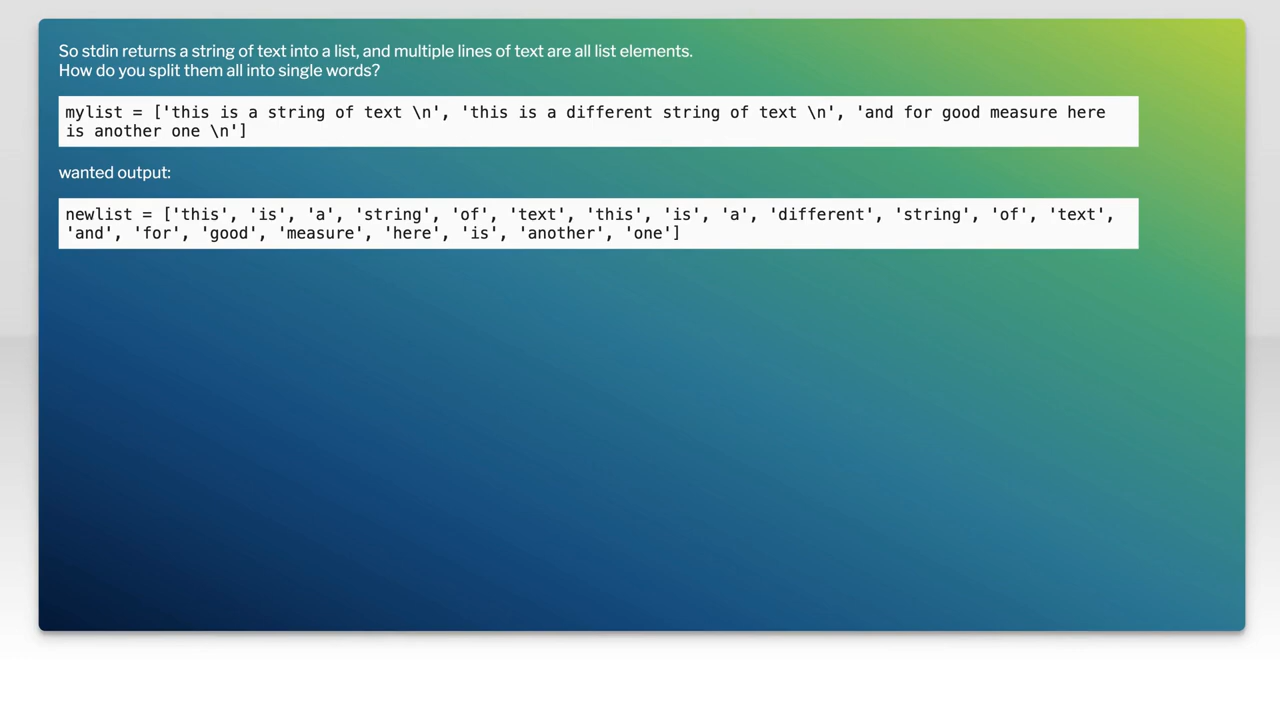 So stdin returns a string of text into a list, and multiple lines of text are all list elements.
How do you split them all into single words?
mylist = ['this is a string of text \n', 'this is a different string of text \n', 'and for good measure here
is another one \n']
wanted output:
newlist = ['this', 'is', 'a', 'string', 'of', 'text', 'this', 'is', 'a', 'different', 'string', 'of', 'text',
'and', 'for', 'good', 'measure', 'here', 'is', 'another', 'one']